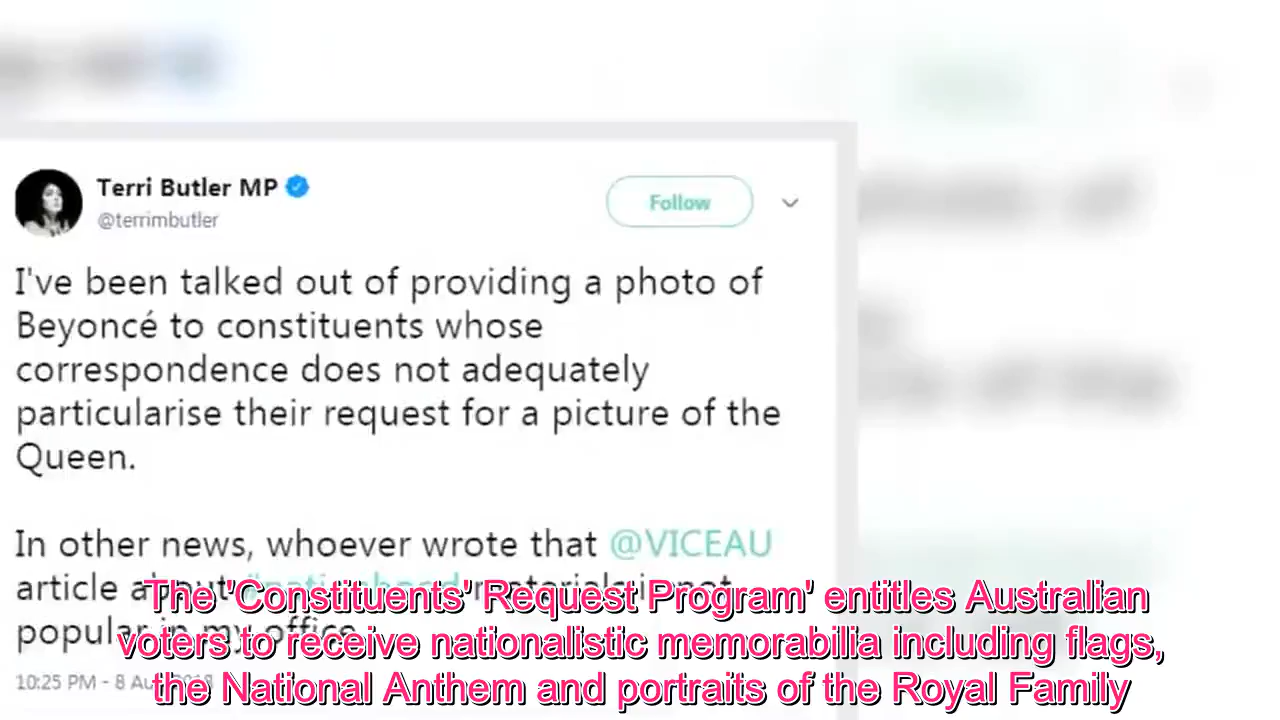 Terri Butler MP
@terrimbutler
Follow
I've been talked out of providing a photo of
Beyoncé to constituents whose
correspondence does not adequately
particularise their request for a picture of the
Queen.
In other news, whoever wrote that @VICEAU
article about
popular in my office.
10:25 PM - 8 Au
The 'Constituents' Request Program' entitles Australian
voters to receive nationalistic memorabilia including flags,
the National Anthem and portraits of the Royal Family